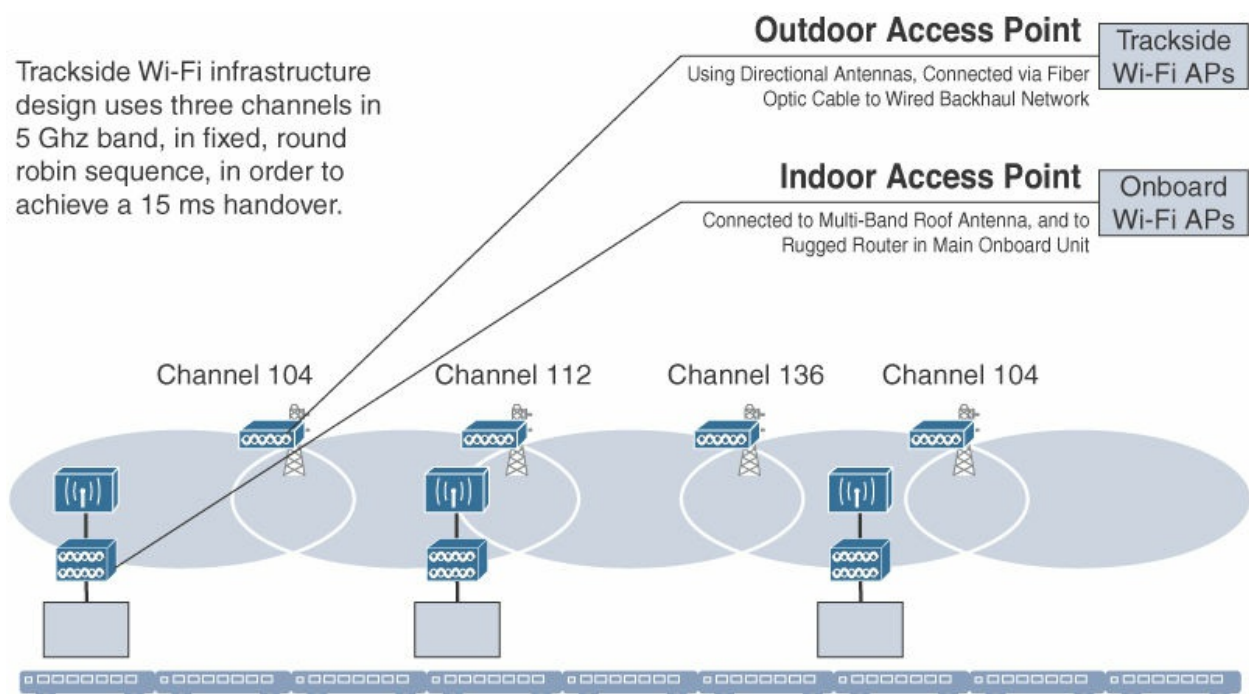 Trackside Wi-Fi infrastructure
design uses three channels in
5 Ghz band, in fixed, round
robin sequence, in order to
achieve a 15 ms handover.
Outdoor Access Point
Using Directional Antennas, Connected via Fiber
Optic Cable to Wired Backhaul Network
Trackside
Wi-Fi APs
Indoor Access Point
Connected to Multi-Band Roof Antenna, and to
Rugged Router in Main Onboard Unit
Onboard
Wi-Fi APs
Channel 104
Channel 112
Channel 136
Channel 104